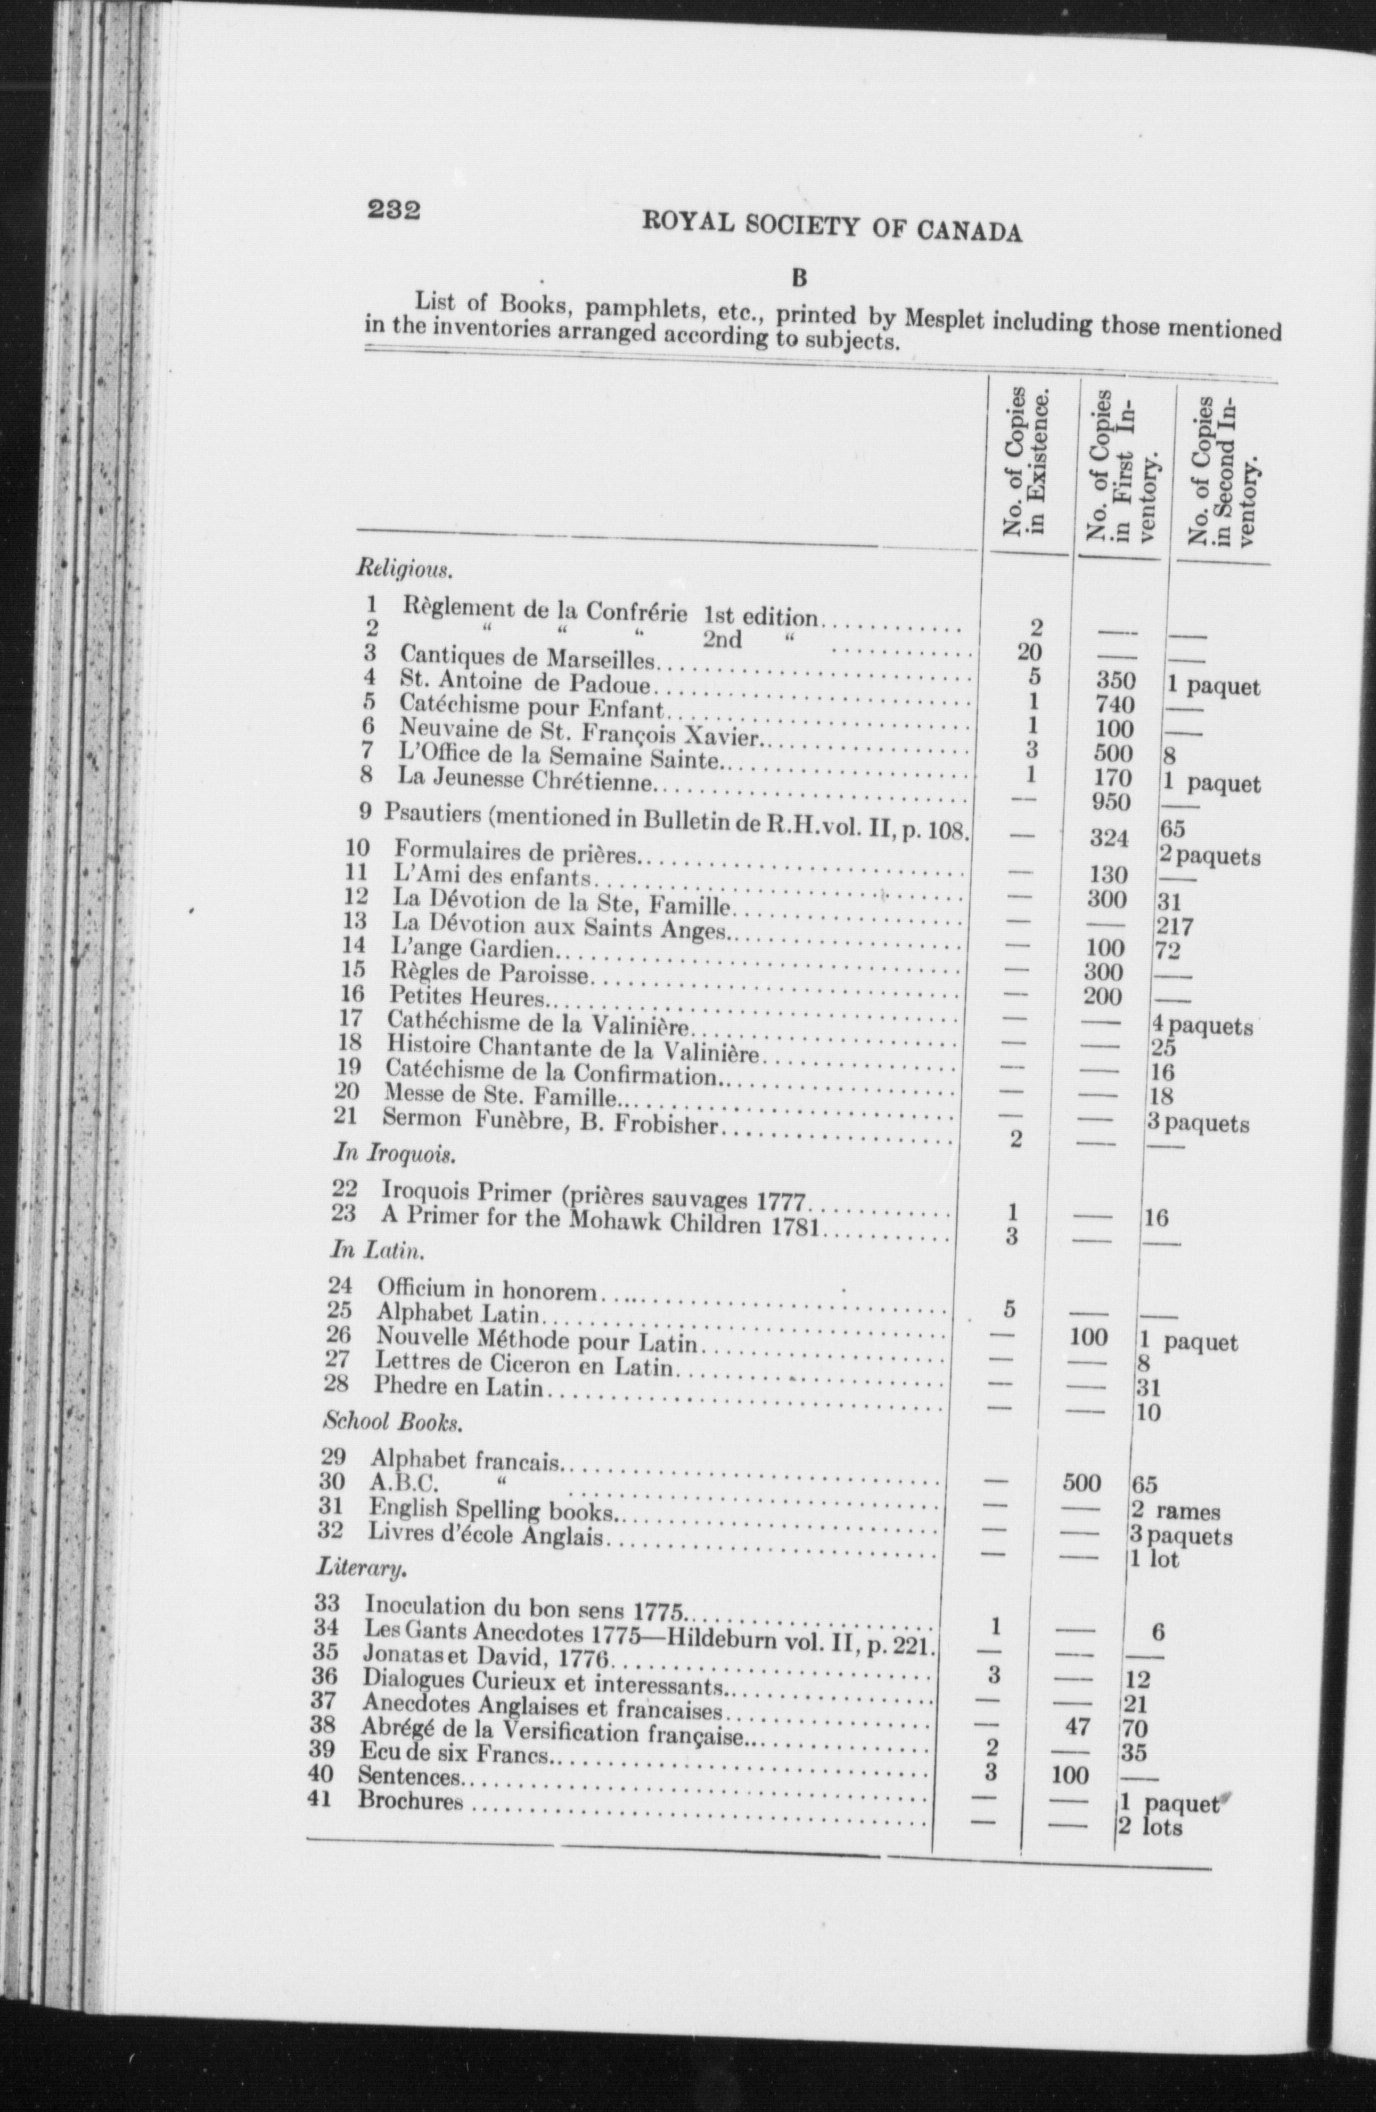 232
ROYAL SOCIETY OF CANADA
B
List of Books, pamphlets, etc., printed by Mesplet including those mentioned
in the inventories arranged according to subjects.
No. of Copies in Existence.
No. of Copies in First In-ventory.
No. of Copies in Second In-ventory.
Religious.
1 Règlement de la Confrérie 1st edition............ 2 — —
2 “ “ “ 2nd “ ............ 20 — —
3 Cantiques de Marseilles............ 5 350 1 paquet
4 St. Antoine de Padoue............ 1 740 —
5 Catéchisme pour Enfant............ 1 100 —
6 Neuvaine de St. François Xavier............ 3 500 8
7 L'Office de la Semaine Sainte............ 1 170 1 paquet
8 La Jeunesse Chrétienne............ — 950 —
9 Psautiers (mentioned in Bulletin de R.H. vol. II, p. 108. — 324 65
2 paquets
10 Formulaires de prières............ — 130 —
11 L'Ami des enfants............ — 300 31
12 La Dévotion de la Ste, Famille............ — — 217
13 La Dévotion aux Saints Anges............ — 100 72
14 L'ange Gardien............ — 300 —
15 Règles de Paroisse............ — 200 —
16 Petites Heures............ — — 4 paquets
17 Cathéchisme de la Valinière............ — — 25
18 Histoire Chantante de la Valinière............ — — 16
19 Catéchisme de la Confirmation............ — — 18
20 Messe de Ste. Famille............ — — 3 paquets
21 Sermon Funèbre, B. Frobisher............ 2 — —
In Iroquois.
22 Iroquois Primer (prières sauvages 1777............ 1 — 16
23 A Primer for the Mohawk Children 1781............ 3 — —
In Latin.
24 Officium in honorem............ 5 — —
25 Alphabet Latin............ — 100 1 paquet
26 Nouvelle Méthode pour Latin............ — — 8
27 Lettres de Ciceron en Latin............ — — 31
28 Phedre en Latin............ — — 10
School Books.
29 Alphabet francais............ — 500 65
30 A.B.C. “ ............ — — 2 rames
31 English Spelling books............ — — 3 paquets
32 Livres d'école Anglais............ — — 1 lot
Literary.
33 Inoculation du bon sens 1775............ 1 — 6
34 Les Gants Anecdotes 1775—Hildeburn vol. II, p. 221. — — —
35 Jonatas et David, 1776............ 3 — 12
36 Dialogues Curieux et interessants............ — — 21
37 Anecdotes Anglaises et francaises............ — 47 70
38 Abrégé de la Versification française............ 2 — 35
39 Ecu de six Francs............ 3 100 —
40 Sentences............ — — 1 paquet
41 Brochures ............ — — 2 lots